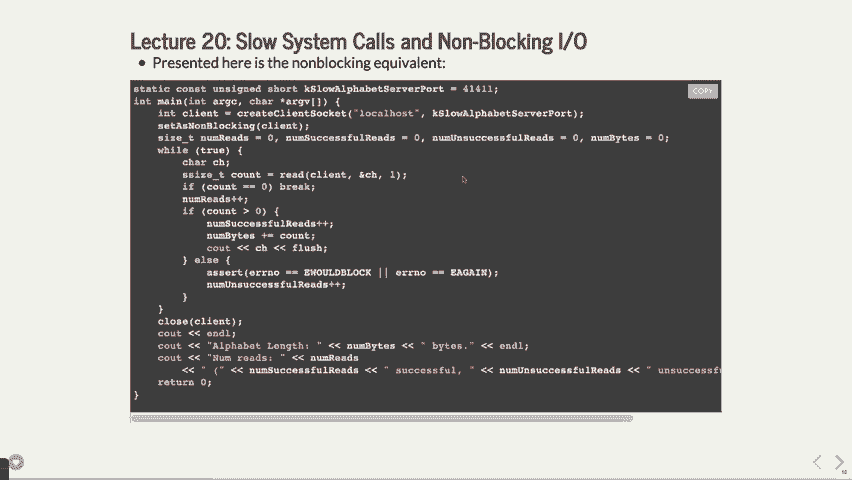 Lecture 20: Slow System Calls and Non-Blocking I/O
• Presented here is the nonblocking equivalent:
COPY
static const unsigned short kSlowAlphabetServerPort = 41411;
int main(int argc, char *argv[]) {
    int client = createClientSocket("localhost", kSlowAlphabetServerPort);
    setAsNonBlocking(client);
    size_t numReads = 0, numSuccessfulReads = 0, numUnsuccessfulReads = 0, numBytes = 0;
    while (true) {
        char ch;
        ssize_t count = read(client, &ch, 1);
        if (count == 0) break;
        numReads++;
        if (count > 0) {
            numSuccessfulReads++;
            numBytes += count;
            cout << ch << flush;
        } else {
            assert(errno == EWOULDBLOCK || errno == EAGAIN);
            numUnsuccessfulReads++;
        }
    }
    close(client);
    cout << endl;
    cout << "Alphabet Length: " << numBytes << " bytes." << endl;
    cout << "Num reads: " << numReads
        << " (" << numSuccessfulReads << " successful, " << numUnsuccessfulReads << " unsuccessfu
    return 0;
}